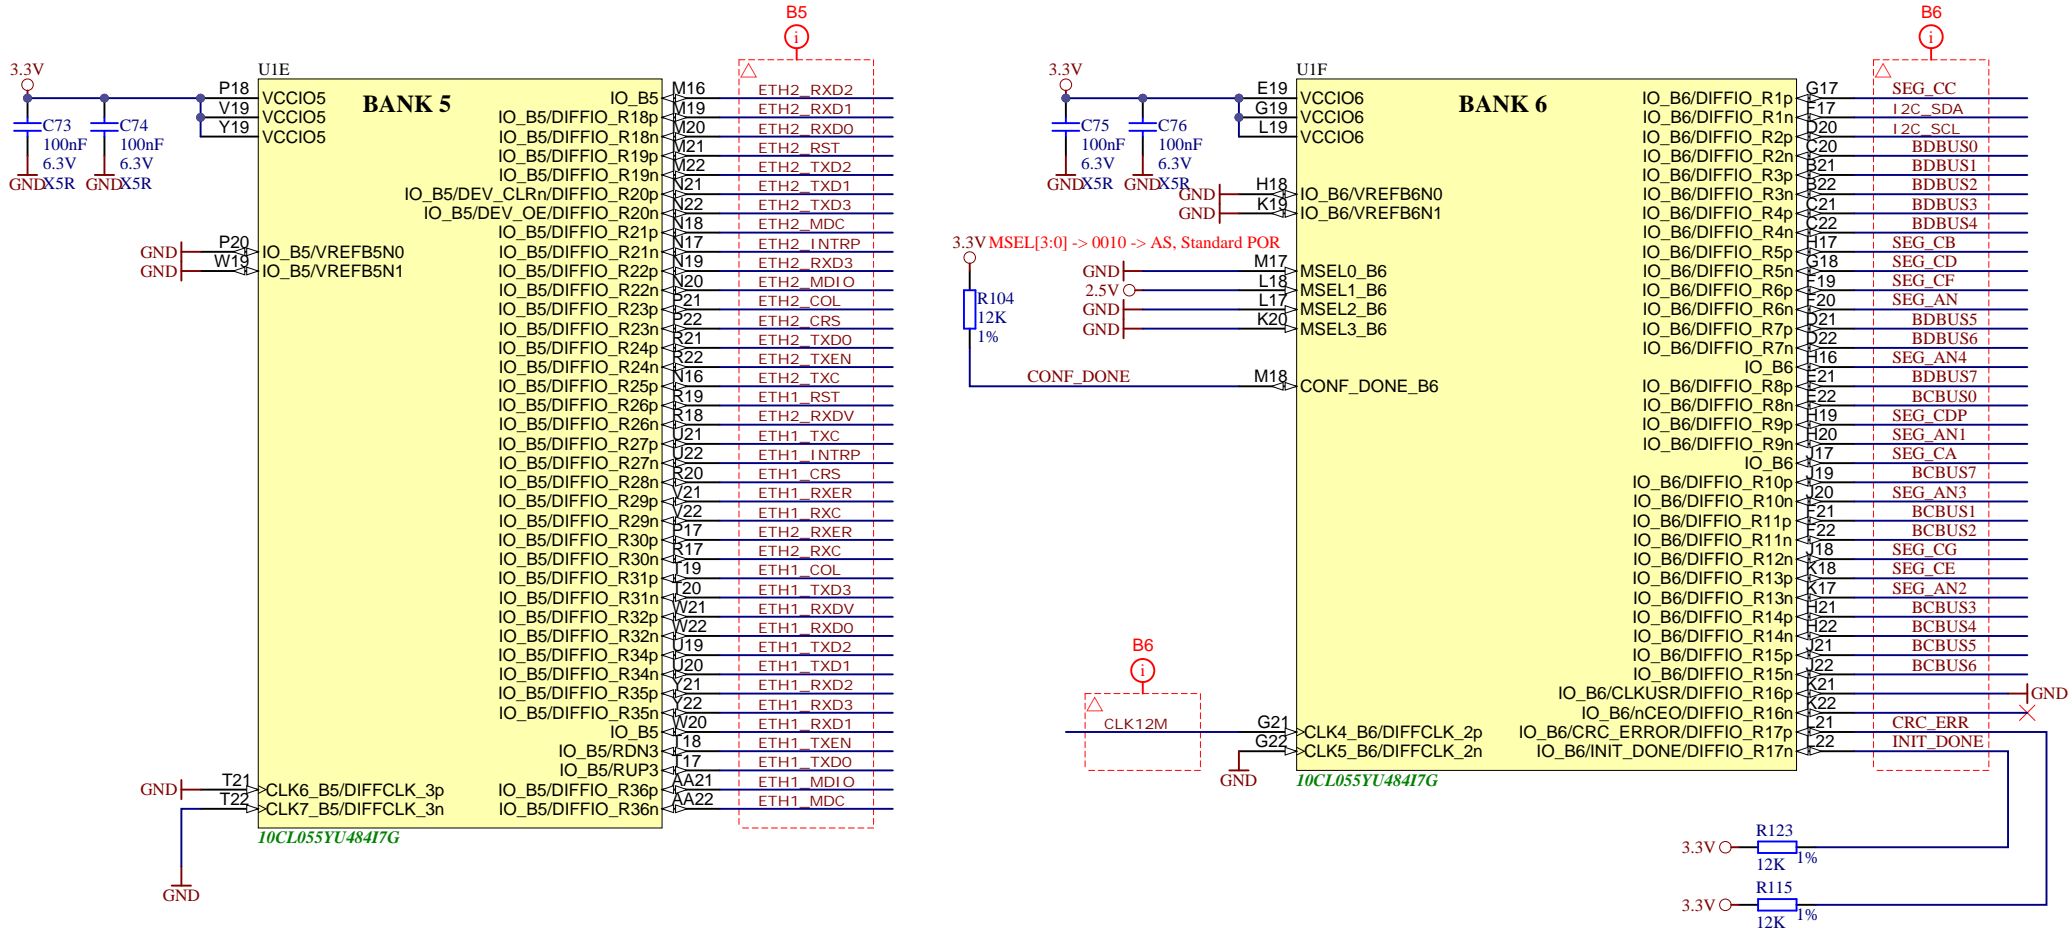 B5
3.3V
U1E
BANK 5
P18 VCCIO5
V19 VCCIO5
Y19 VCCIO5
C73
100nF
6.3V
X5R
GND
C74
100nF
6.3V
X5R
GND
GND P20 IO_B5/VREFB5N0
GND W19 IO_B5/VREFB5N1
GND T21 CLK6_B5/DIFFCLK_3p
T22 CLK7_B5/DIFFCLK_3n
GND
10CL055YU484I7G
IO_B5 M16 ETH2_RXD2
IO_B5/DIFFIO_R18p M19 ETH2_RXD1
IO_B5/DIFFIO_R18n M20 ETH2_RXD0
IO_B5/DIFFIO_R19p M21 ETH2_RST
IO_B5/DIFFIO_R19n M22 ETH2_TXD2
IO_B5/DEV_CLRn/DIFFIO_R20p N21 ETH2_TXD1
IO_B5/DEV_OE/DIFFIO_R20n N22 ETH2_TXD3
IO_B5/DIFFIO_R21p N18 ETH2_MDC
IO_B5/DIFFIO_R21n N17 ETH2_INTRP
IO_B5/DIFFIO_R22p N19 ETH2_RXD3
IO_B5/DIFFIO_R22n N20 ETH2_MDIO
IO_B5/DIFFIO_R23p P21 ETH2_COL
IO_B5/DIFFIO_R23n P22 ETH2_CRS
IO_B5/DIFFIO_R24p R21 ETH2_TXD0
IO_B5/DIFFIO_R24n R22 ETH2_TXEN
IO_B5/DIFFIO_R25p N16 ETH2_TXC
IO_B5/DIFFIO_R26p R19 ETH1_RST
IO_B5/DIFFIO_R26n R18 ETH2_RXDV
IO_B5/DIFFIO_R27p U21 ETH1_TXC
IO_B5/DIFFIO_R27n U22 ETH1_INTRP
IO_B5/DIFFIO_R28n R20 ETH1_CRS
IO_B5/DIFFIO_R29p V21 ETH1_RXER
IO_B5/DIFFIO_R29n V22 ETH1_RXC
IO_B5/DIFFIO_R30p P17 ETH2_RXER
IO_B5/DIFFIO_R30n R17 ETH2_RXC
IO_B5/DIFFIO_R31p T19 ETH1_COL
IO_B5/DIFFIO_R31n T20 ETH1_TXD3
IO_B5/DIFFIO_R32p W21 ETH1_RXDV
IO_B5/DIFFIO_R32n W22 ETH1_RXD0
IO_B5/DIFFIO_R34p U19 ETH1_TXD2
IO_B5/DIFFIO_R34n U20 ETH1_TXD1
IO_B5/DIFFIO_R35p Y21 ETH1_RXD2
IO_B5/DIFFIO_R35n Y22 ETH1_RXD3
IO_B5 W20 ETH1_RXD1
IO_B5/RDN3 T18 ETH1_TXEN
IO_B5/RUP3 T17 ETH1_TXD0
IO_B5/DIFFIO_R36p AA21 ETH1_MDIO
IO_B5/DIFFIO_R36n AA22 ETH1_MDC
B6
3.3V
U1F
BANK 6
E19 VCCIO6
G19 VCCIO6
L19 VCCIO6
C75
100nF
6.3V
X5R
GND
C76
100nF
6.3V
X5R
GND
GND H18 IO_B6/VREFB6N0
GND K19 IO_B6/VREFB6N1
3.3V MSEL[3:0] -> 0010 -> AS, Standard POR
GND M17 MSEL0_B6
2.5V L18 MSEL1_B6
GND L17 MSEL2_B6
GND K20 MSEL3_B6
R104
12K
1%
CONF_DONE M18 CONF_DONE_B6
B6
CLK12M G21 CLK4_B6/DIFFCLK_2p
G22 CLK5_B6/DIFFCLK_2n
GND
10CL055YU484I7G
IO_B6/DIFFIO_R1p G17 SEG_CC
IO_B6/DIFFIO_R1n F17 I2C_SDA
IO_B6/DIFFIO_R2p D20 I2C_SCL
IO_B6/DIFFIO_R2n C20 BDBUS0
IO_B6/DIFFIO_R3p B21 BDBUS1
IO_B6/DIFFIO_R3n B22 BDBUS2
IO_B6/DIFFIO_R4p C21 BDBUS3
IO_B6/DIFFIO_R4n C22 BDBUS4
IO_B6/DIFFIO_R5p H17 SEG_CB
IO_B6/DIFFIO_R5n G18 SEG_CD
IO_B6/DIFFIO_R6p F19 SEG_CF
IO_B6/DIFFIO_R6n F20 SEG_AN
IO_B6/DIFFIO_R7p D21 BDBUS5
IO_B6/DIFFIO_R7n D22 BDBUS6
IO_B6 H16 SEG_AN4
IO_B6/DIFFIO_R8p E21 BDBUS7
IO_B6/DIFFIO_R8n E22 BCBUS0
IO_B6/DIFFIO_R9p H19 SEG_CDP
IO_B6/DIFFIO_R9n H20 SEG_AN1
IO_B6 J17 SEG_CA
IO_B6/DIFFIO_R10p J19 BCBUS7
IO_B6/DIFFIO_R10n J20 SEG_AN3
IO_B6/DIFFIO_R11p F21 BCBUS1
IO_B6/DIFFIO_R11n F22 BCBUS2
IO_B6/DIFFIO_R12n J18 SEG_CG
IO_B6/DIFFIO_R13p K18 SEG_CE
IO_B6/DIFFIO_R13n K17 SEG_AN2
IO_B6/DIFFIO_R14p H21 BCBUS3
IO_B6/DIFFIO_R14n H22 BCBUS4
IO_B6/DIFFIO_R15p J21 BCBUS5
IO_B6/DIFFIO_R15n J22 BCBUS6
IO_B6/CLKUSR/DIFFIO_R16p K21 GND
IO_B6/nCEO/DIFFIO_R16n K22
IO_B6/CRC_ERROR/DIFFIO_R17p L21 CRC_ERR
IO_B6/INIT_DONE/DIFFIO_R17n L22 INIT_DONE
R123
3.3V
12K 1%
R115
3.3V
12K 1%